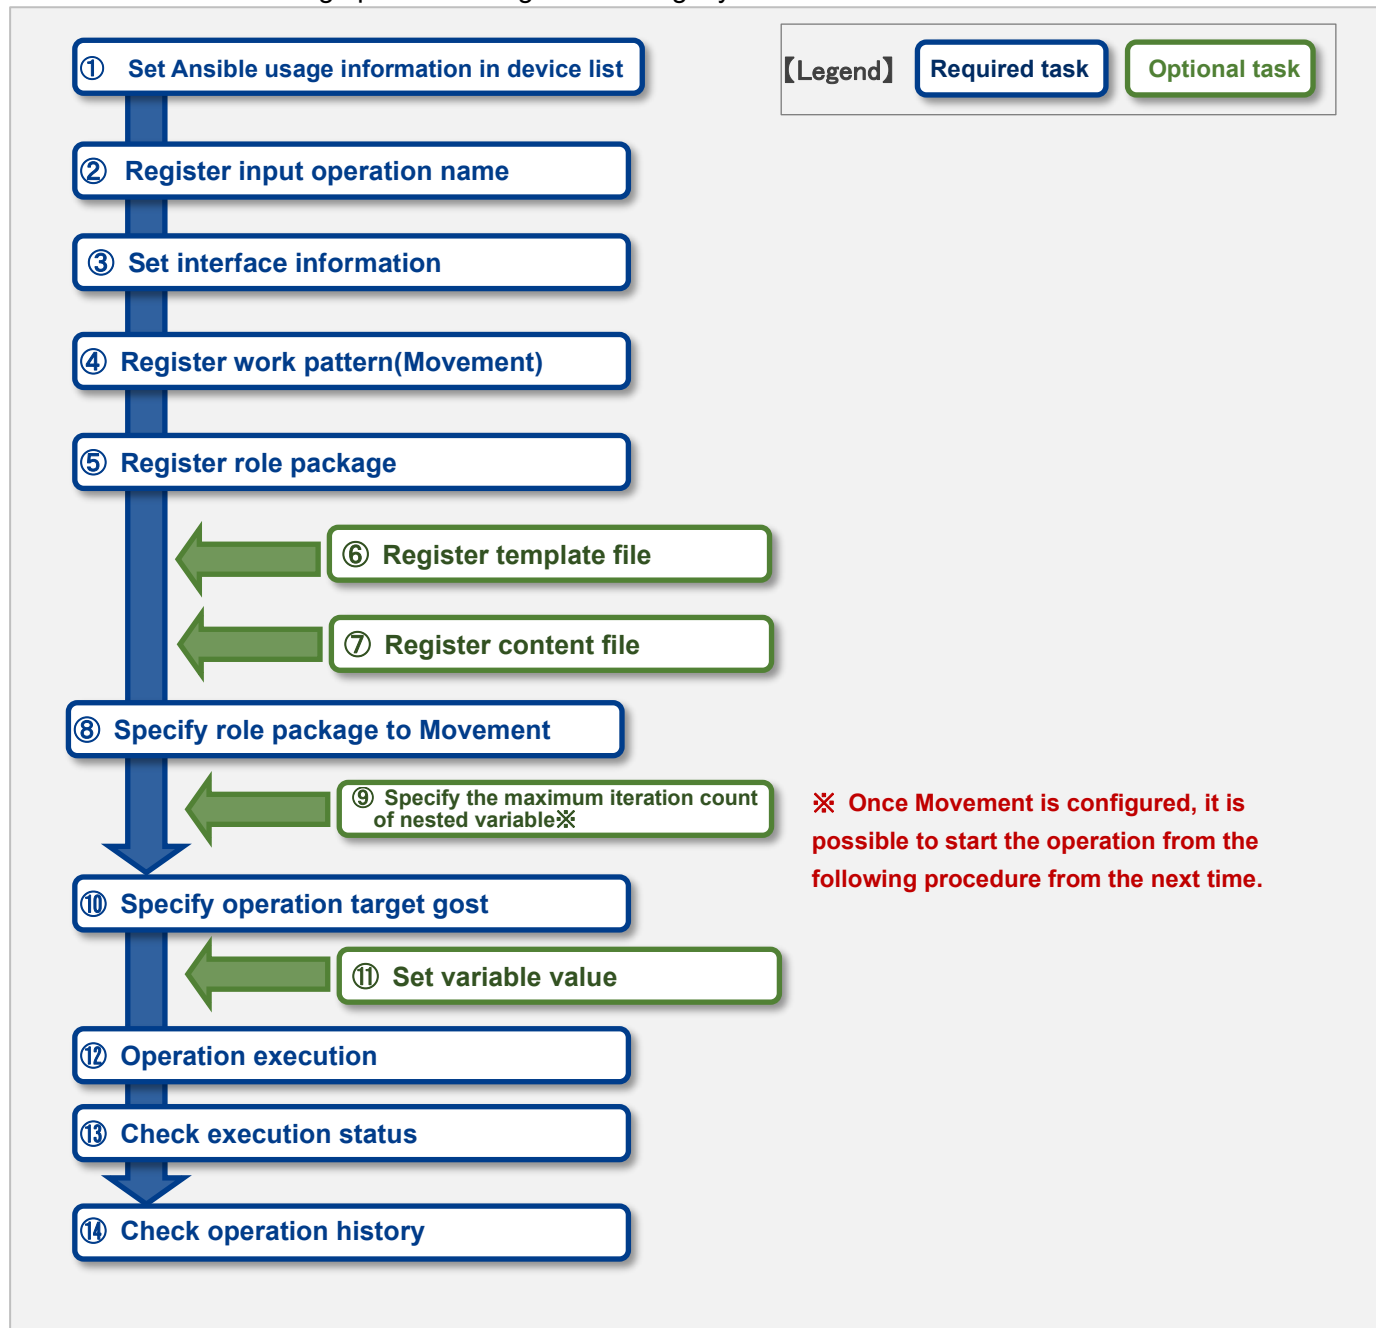 ① Set Ansible usage information in device list
【Legend】 Required task Optional task
② Register input operation name
③ Set interface information
④ Register work pattern(Movement)
⑤ Register role package
⑥ Register template file
⑦ Register content file
⑧ Specify role package to Movement
⑨ Specify the maximum iteration count
of nested variable※
※ Once Movement is configured, it is
possible to start the operation from the
following procedure from the next time.
⑩ Specify operation target gost
⑪ Set variable value
⑫ Operation execution
⑬ Check execution status
⑭ Check operation history